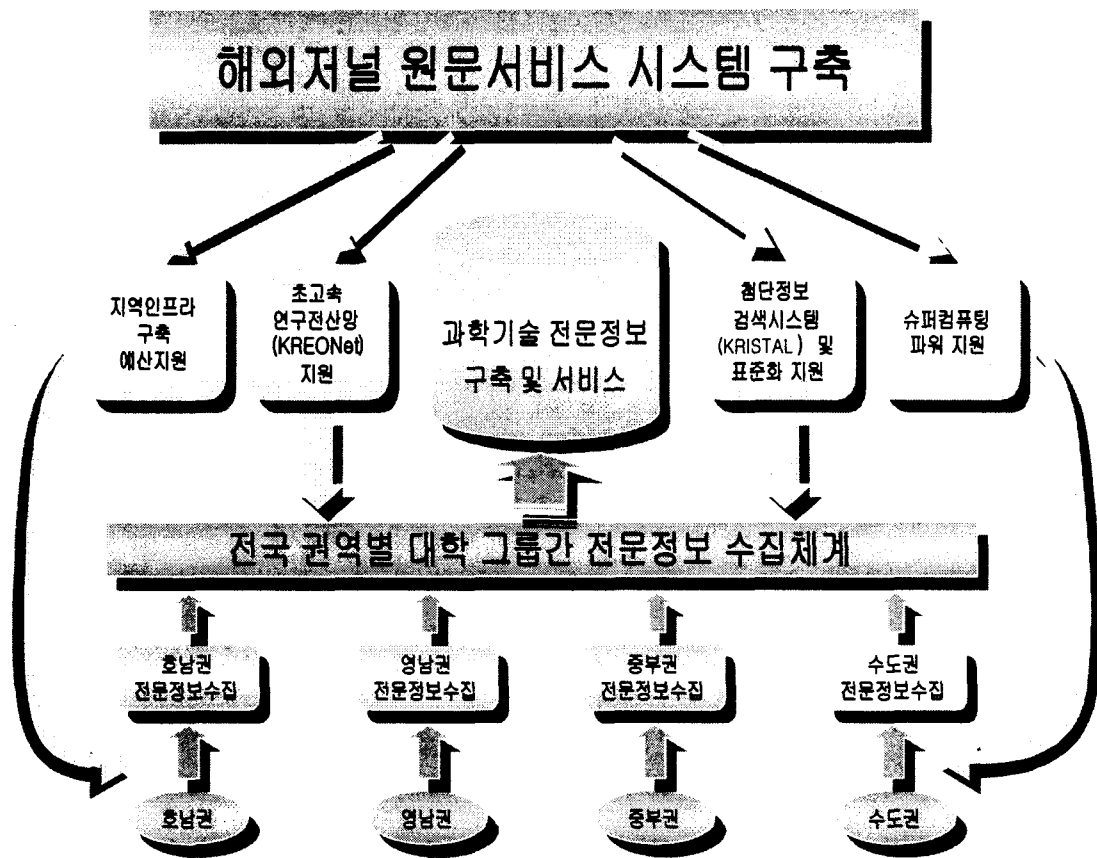 해외저널 원문서비스 시스템 구축
지역인프라
구축
예산지원
초고속
연구전산망
(KREONet)
지원
과학기술 전문정보
구축 및 서비스
첨단정보
검색시스템
(KRISTAL) 및
표준화 지원
슈퍼컴퓨팅
파워 지원
전국 권역별 대학 그룹간 전문정보 수집체계
호남권
전문정보수집
영남권
전문정보수집
중부권
전문정보수집
수도권
전문정보수집
호남권
영남권
중부권
수도권